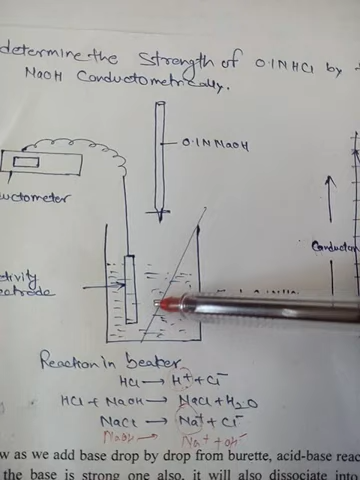 determine the Strength of 0.1N HCl by
NaOH Conductometrically.
0.1N NaOH
uctometer
Conducta
tivity
ectrode
Reaction in beaker
HCl → H⁺ + Cl⁻
HCl + NaOH → NaCl + H₂O
NaCl → Na⁺ + Cl⁻
NaOH → Na⁺ + OH⁻
w as we add base drop by drop from burette, acid-base reac
the base is strong one also, it will also dissociate into